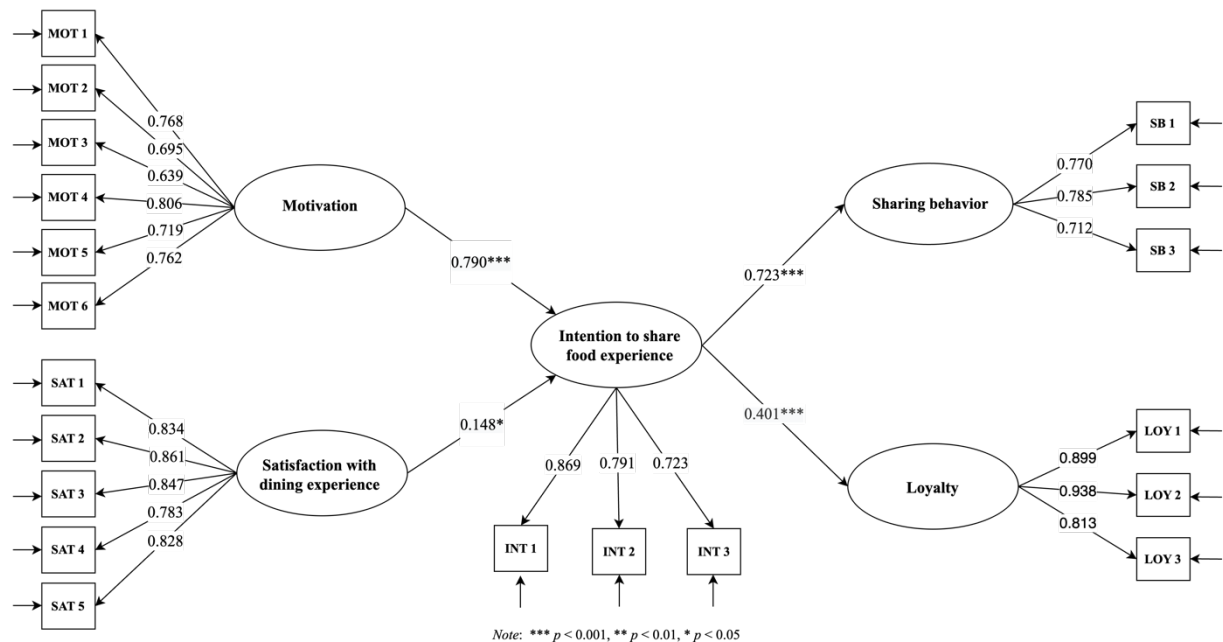 MOT 1
MOT 2
MOT 3
MOT 4
MOT 5
MOT 6
0.768
0.695
0.639
0.806
0.719
0.762
Motivation
0.790***
SAT 1
SAT 2
SAT 3
SAT 4
SAT 5
0.834
0.861
0.847
0.783
0.828
Satisfaction with
dining experience
0.148*
Intention to share
food experience
0.869
0.791
0.723
INT 1
INT 2
INT 3
0.723***
0.401***
Sharing behavior
0.770
0.785
0.712
SB 1
SB 2
SB 3
Loyalty
0.899
0.938
0.813
LOY 1
LOY 2
LOY 3
Note: *** p < 0.001, ** p < 0.01, * p < 0.05